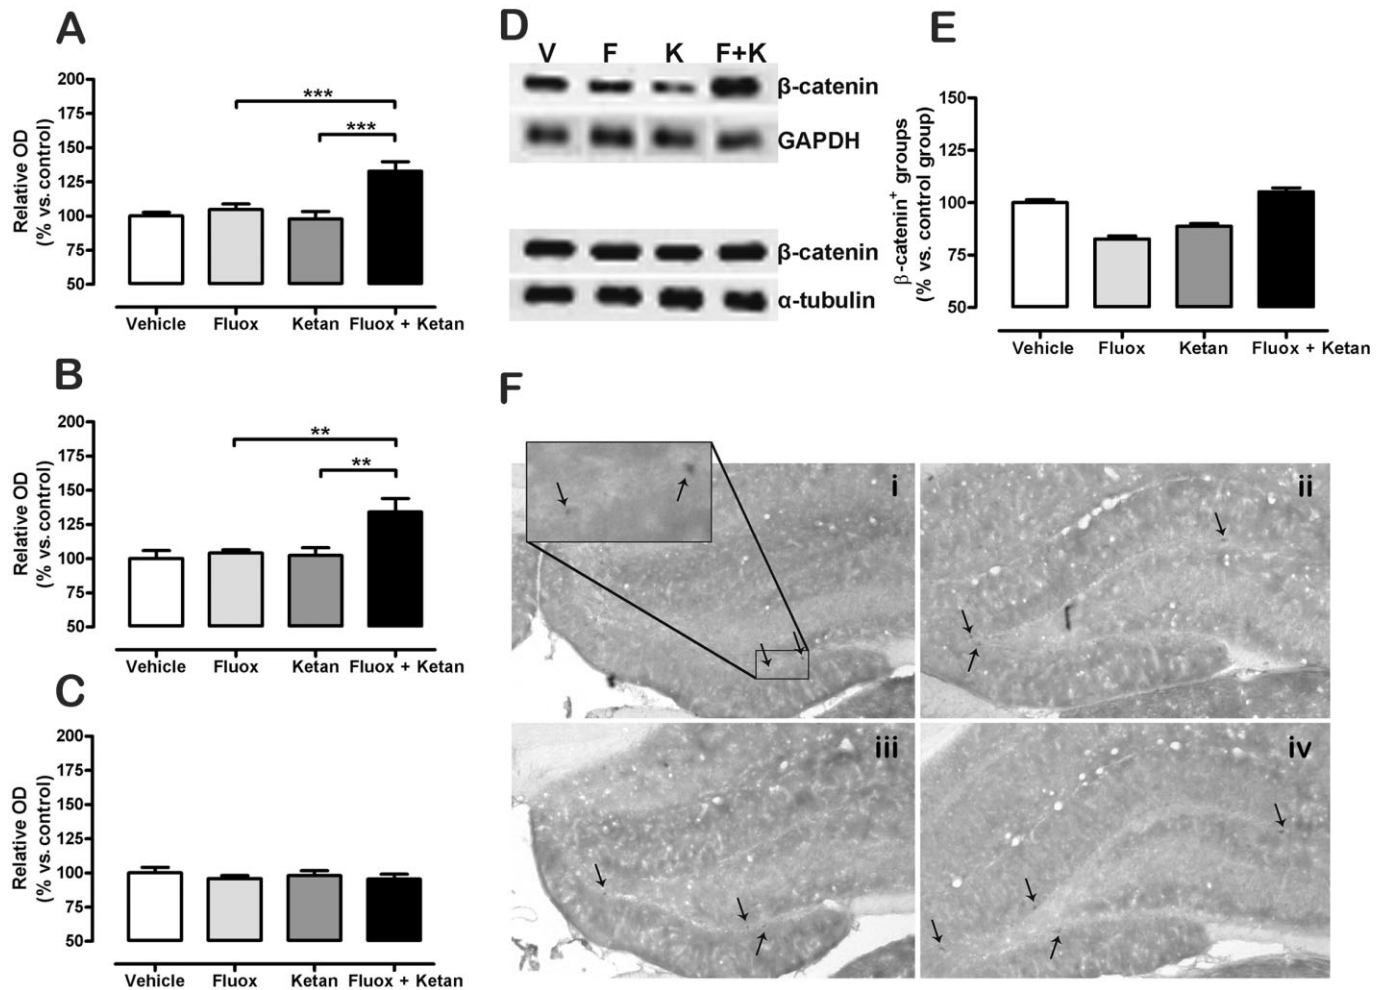 A
200
175
150
125
100
75
50
Relative OD
(% vs. control)
***
***
Vehicle Fluox Ketan Fluox + Ketan
B
200
175
150
125
100
75
50
Relative OD
(% vs. control)
**
**
Vehicle Fluox Ketan Fluox + Ketan
C
200
175
150
125
100
75
50
Relative OD
(% vs. control)
Vehicle Fluox Ketan Fluox + Ketan
D
V F K F+K
β-catenin
GAPDH
β-catenin
α-tubulin
E
150
125
100
75
50
β-catenin⁺ groups
(% vs. control group)
Vehicle Fluox Ketan Fluox + Ketan
F
i
ii
iii
iv